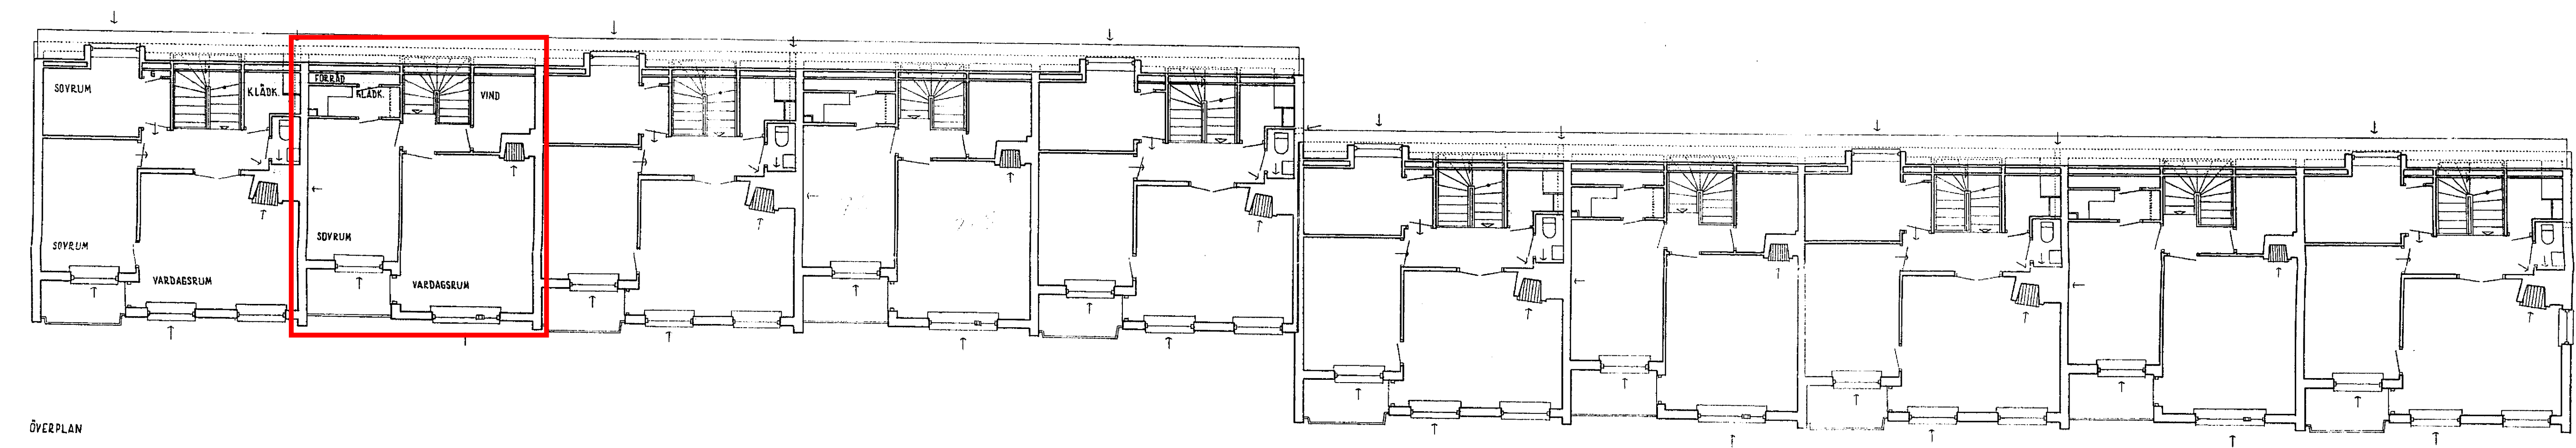 FÖRRÅD
SOVRUM
G
KLÄDK.
KLÄDK.
VIND
SOVRUM
SOVRUM
VARDAGSRUM
VARDAGSRUM
ÖVERPLAN